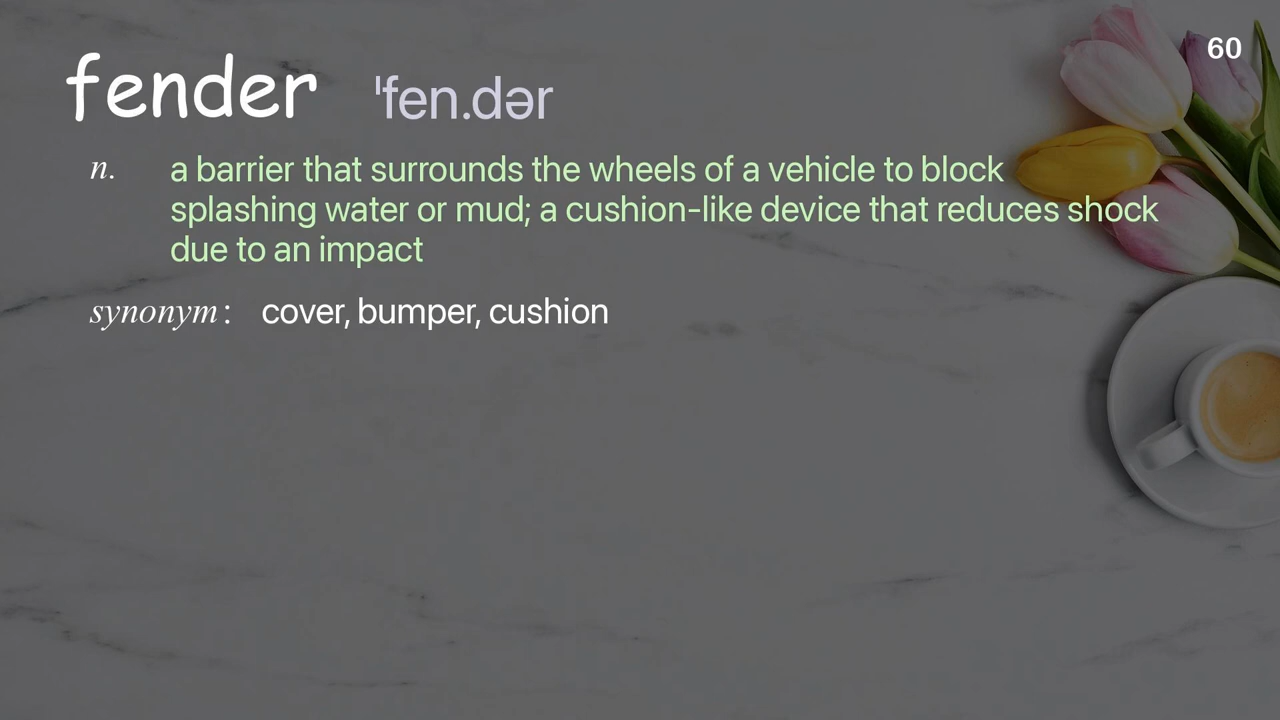 60
fender ˈfen.dər
n. a barrier that surrounds the wheels of a vehicle to block
splashing water or mud; a cushion-like device that reduces shock
due to an impact
synonym: cover, bumper, cushion